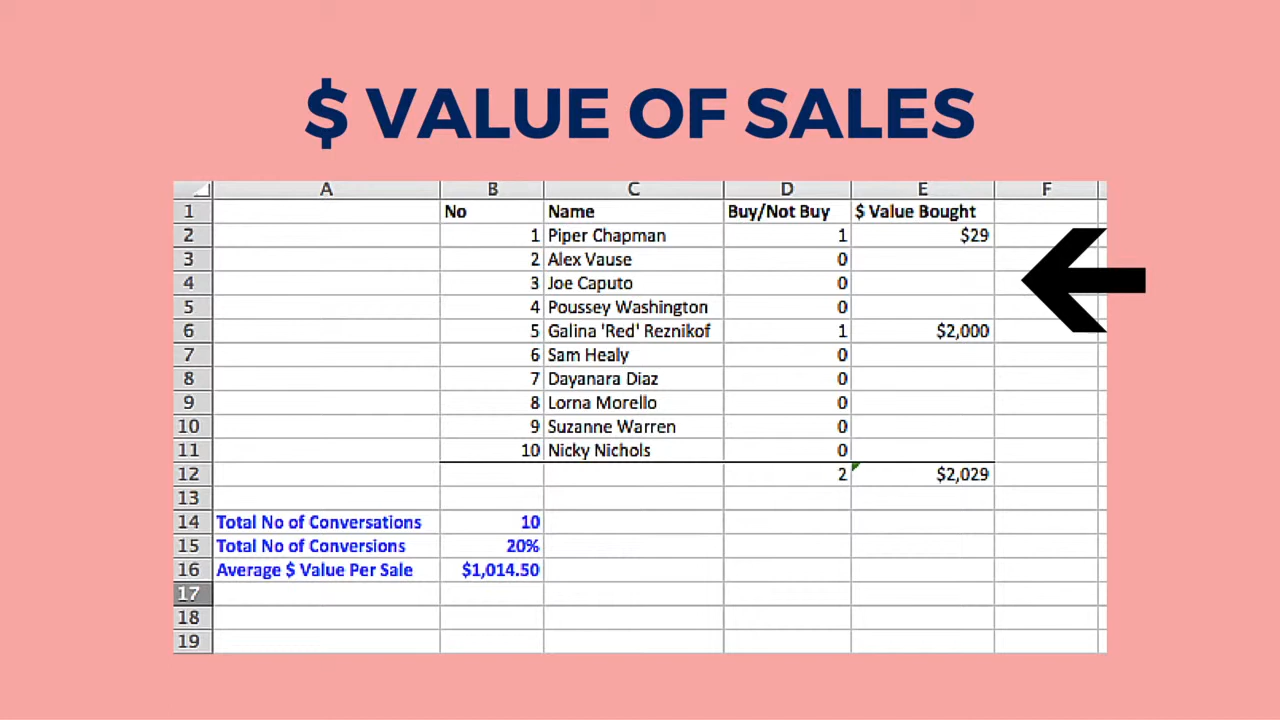 $ VALUE OF SALES
A B C D E F
1 No Name Buy/Not Buy $ Value Bought
2 1 Piper Chapman 1 $29
3 2 Alex Vause 0
4 3 Joe Caputo 0
5 4 Poussey Washington 0
6 5 Galina 'Red' Reznikof 1 $2,000
7 6 Sam Healy 0
8 7 Dayanara Diaz 0
9 8 Lorna Morello 0
10 9 Suzanne Warren 0
11 10 Nicky Nichols 0
12 2 $2,029
13
14 Total No of Conversations 10
15 Total No of Conversions 20%
16 Average $ Value Per Sale $1,014.50
17
18
19